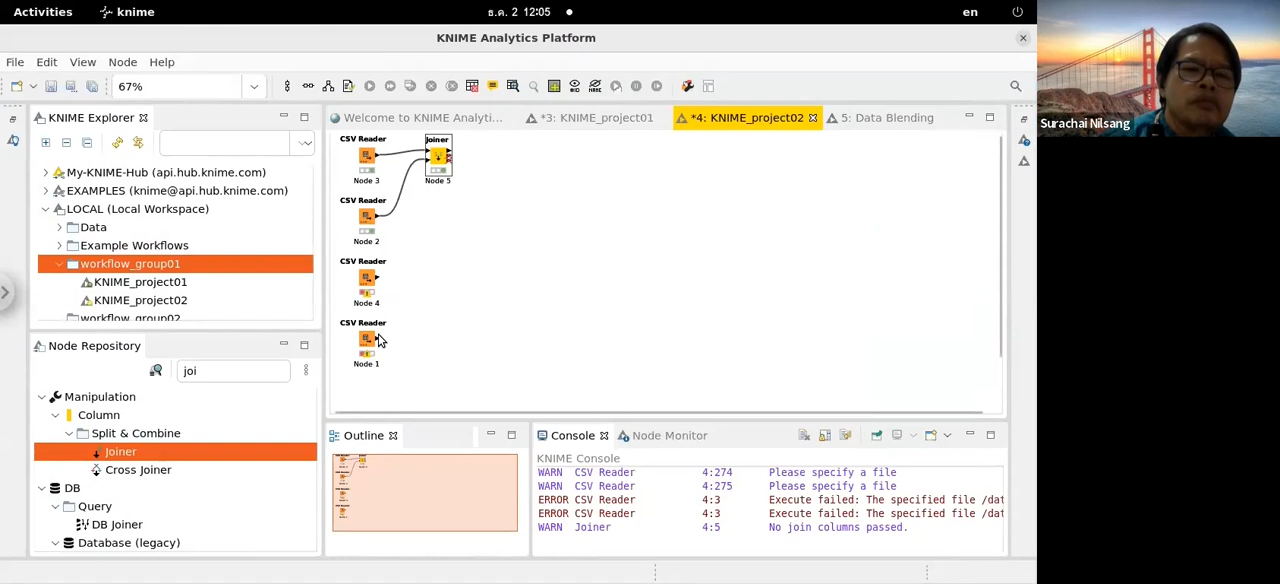 Activities knime ธ.ค. 2 12:05 en
KNIME Analytics Platform
File Edit View Node Help
67%
KNIME Explorer
My-KNIME-Hub (api.hub.knime.com)
EXAMPLES (knime@api.hub.knime.com)
LOCAL (Local Workspace)
Data
Example Workflows
workflow_group01
KNIME_project01
KNIME_project02
workflow_group02
Node Repository
joi
Manipulation
Column
Split & Combine
Joiner
Cross Joiner
DB
Query
DB Joiner
Database (legacy)
Welcome to KNIME Analyti... *3: KNIME_project01 *4: KNIME_project02 5: Data Blending
CSV Reader Joiner
Node 3 Node 5
CSV Reader
Node 2
CSV Reader
Node 4
CSV Reader
Node 1
Outline
Console Node Monitor
KNIME Console
WARN CSV Reader 4:274 Please specify a file
WARN CSV Reader 4:275 Please specify a file
ERROR CSV Reader 4:3 Execute failed: The specified file /dat
ERROR CSV Reader 4:3 Execute failed: The specified file /dat
WARN Joiner 4:5 No join columns passed.
Surachai Nilsang